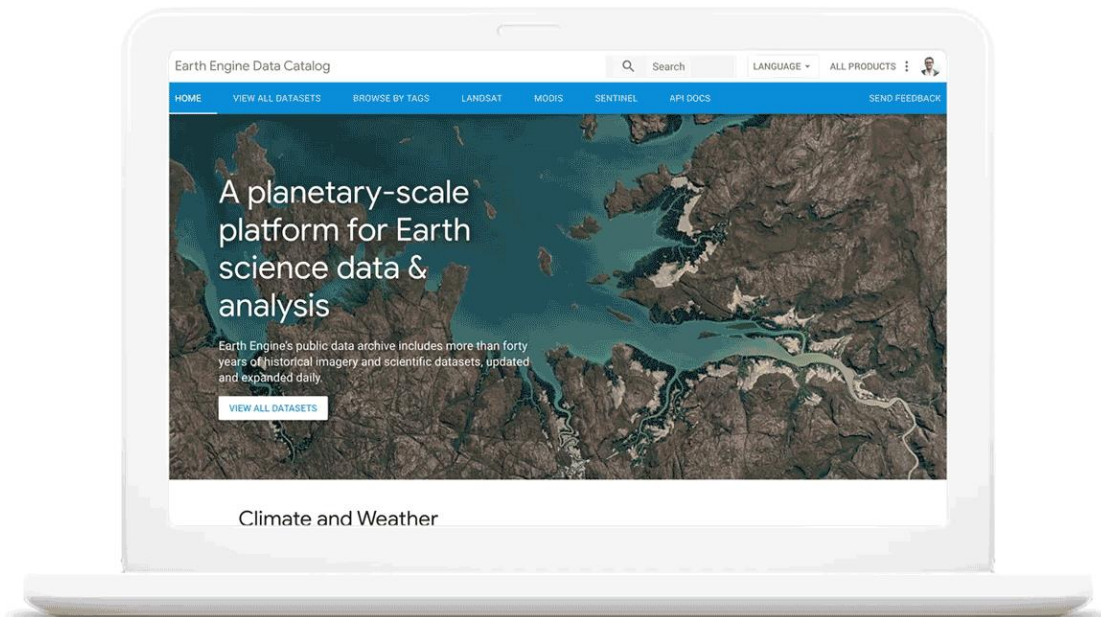 Earth Engine Data Catalog
Search
LANGUAGE
ALL PRODUCTS
HOME
VIEW ALL DATASETS
BROWSE BY TAGS
LANDSAT
MODIS
SENTINEL
API DOCS
SEND FEEDBACK
A planetary-scale
platform for Earth
science data &
analysis
Earth Engine's public data archive includes more than forty
years of historical imagery and scientific datasets, updated
and expanded daily.
VIEW ALL DATASETS
Climate and Weather